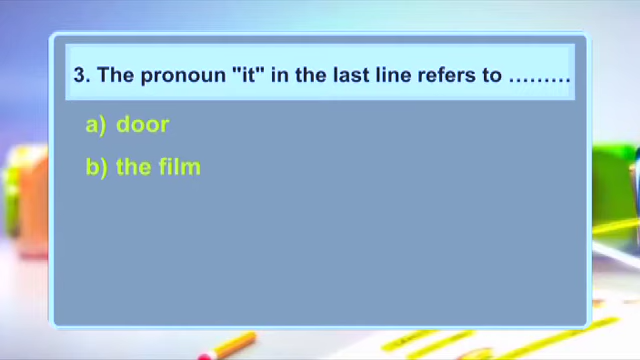 3. The pronoun "it" in the last line refers to ………
a) door
b) the film